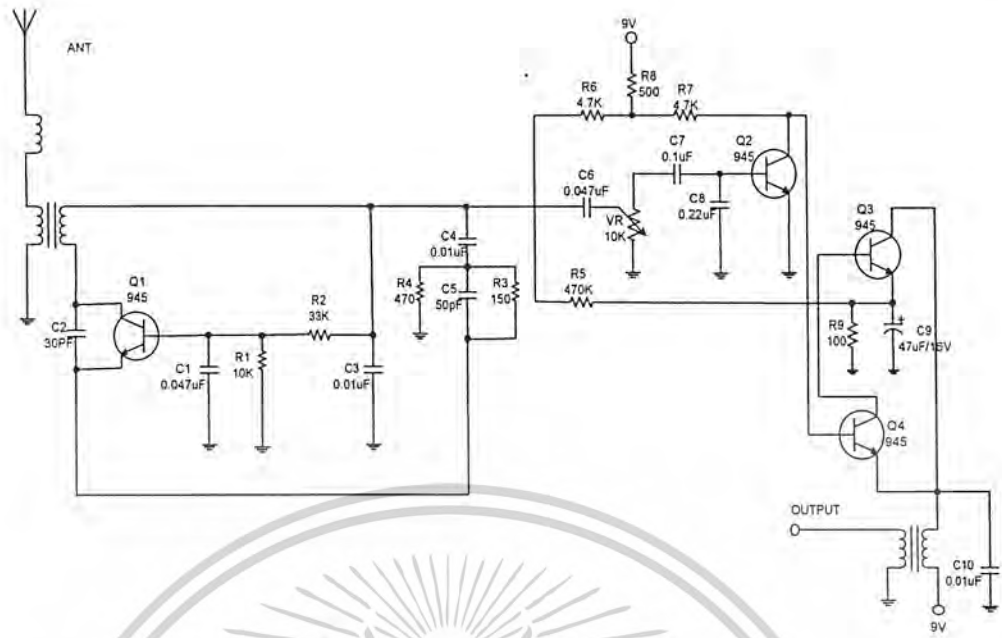 ANT
9V
R8
500
R6
4.7K
R7
4.7K
C7
0.1uF
Q2
945
C6
0.047uF
C8
0.22uF
VR
10K
Q3
945
C4
0.01uF
R4
470
C5
50pF
R3
150
R5
470K
Q1
945
R2
33K
C2
30PF
R9
100
C9
47uF/16V
C1
0.047uF
R1
10K
C3
0.01uF
Q4
945
OUTPUT
C10
0.01uF
9V